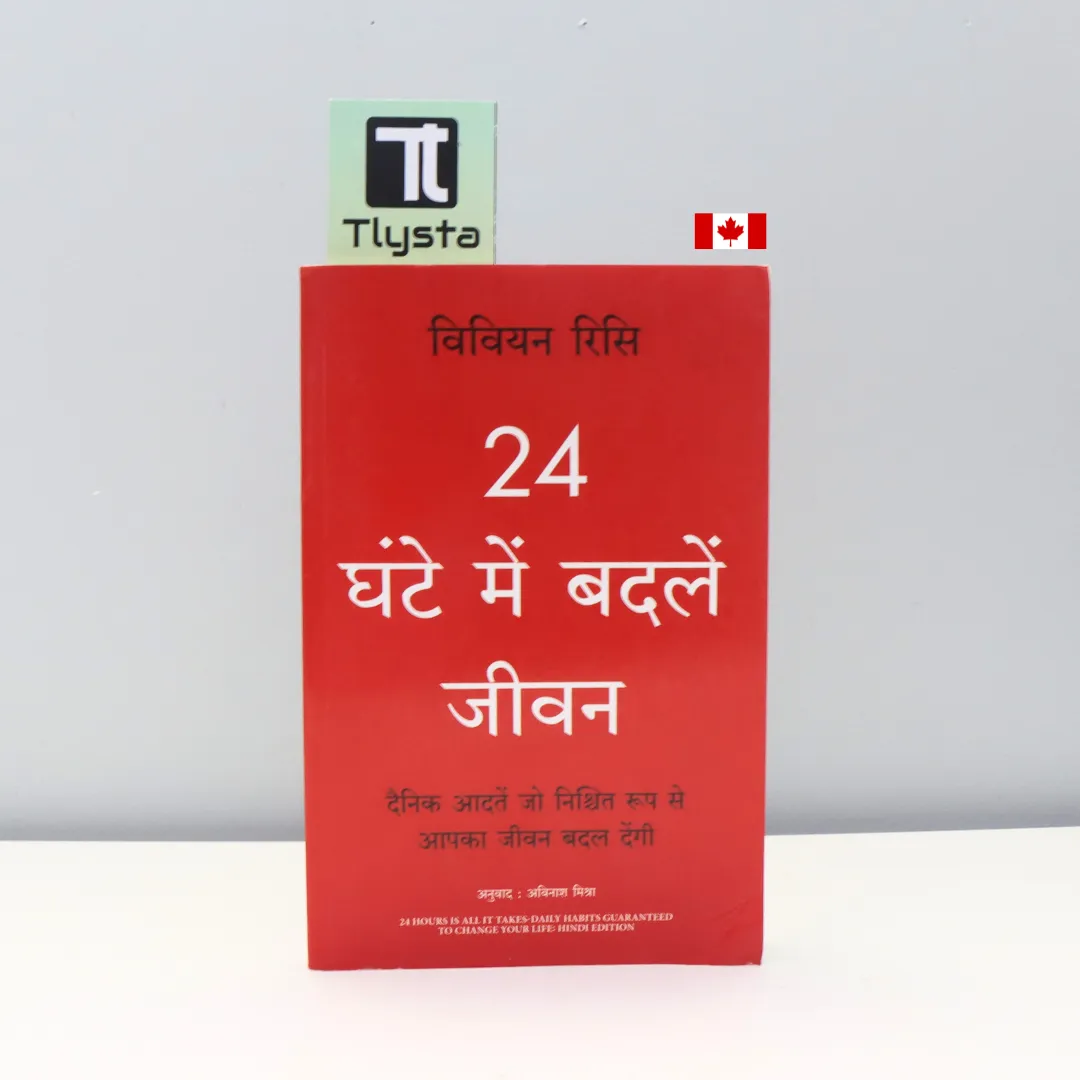 Tt
Tlysta
विवियन रिसि
24
घंटे में बदलें
जीवन
दैनिक आदतें जो निश्चित रूप से
आपका जीवन बदल देंगी
अनुवाद : अविनाश मिश्रा
24 HOURS IS ALL IT TAKES-DAILY HABITS GUARANTEED
TO CHANGE YOUR LIFE: HINDI EDITION